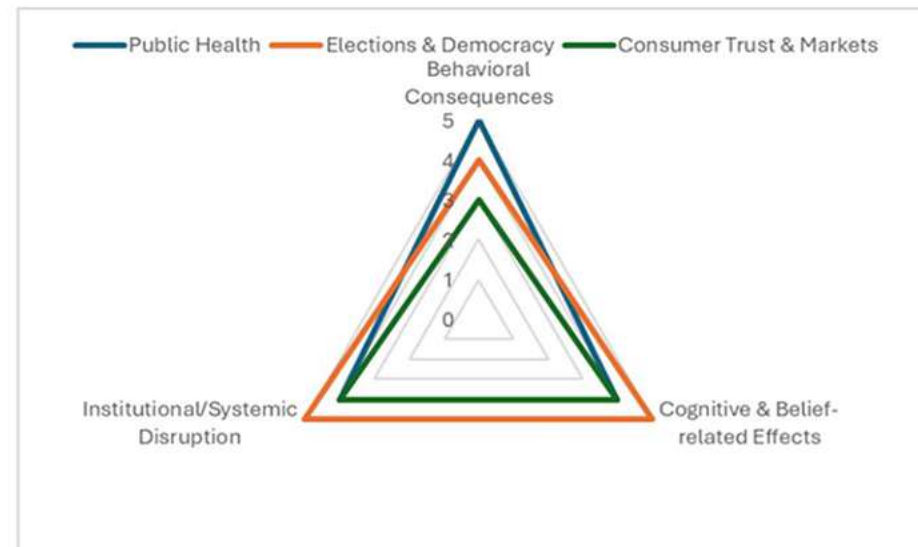 Public Health Elections & Democracy Consumer Trust & Markets
Behavioral
Consequences
5
4
3
2
1
0
Institutional/Systemic
Disruption
Cognitive & Belief-
related Effects